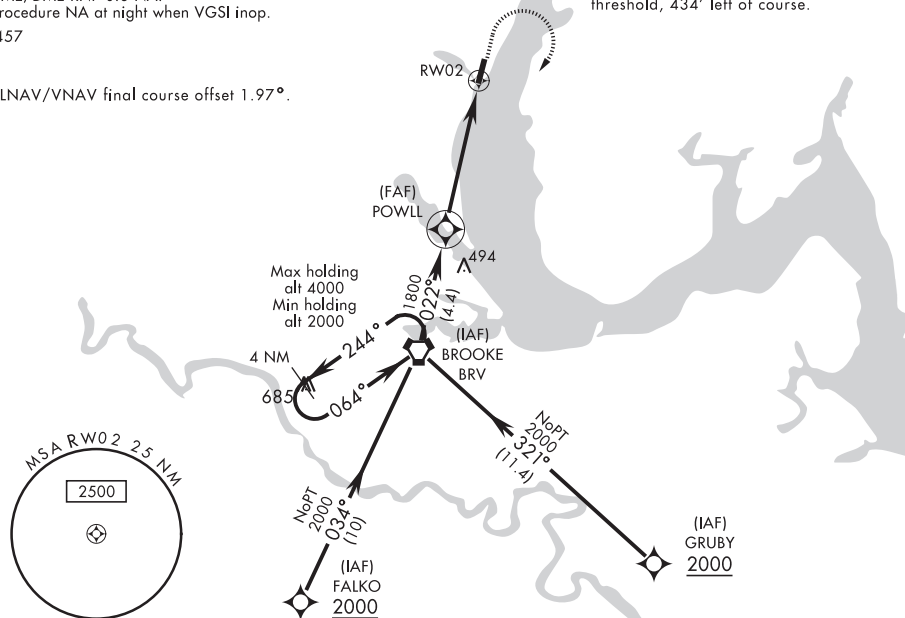 procedure NA at night when VGSI inop.
457
LNAV/VNAV final course offset 1.97°.
threshold, 434' left of course.
RW02
(FAF)
POWLL
494
Max holding
alt 4000
Min holding
alt 2000
1800
022°
(4.4)
4 NM
244°
064°
685
(IAF)
BROOKE
BRV
NoPT
2000
321°
(11.4)
NoPT
2000
034°
(10)
MSA RW02 25 NM
2500
(IAF)
FALKO
2000
(IAF)
GRUBY
2000